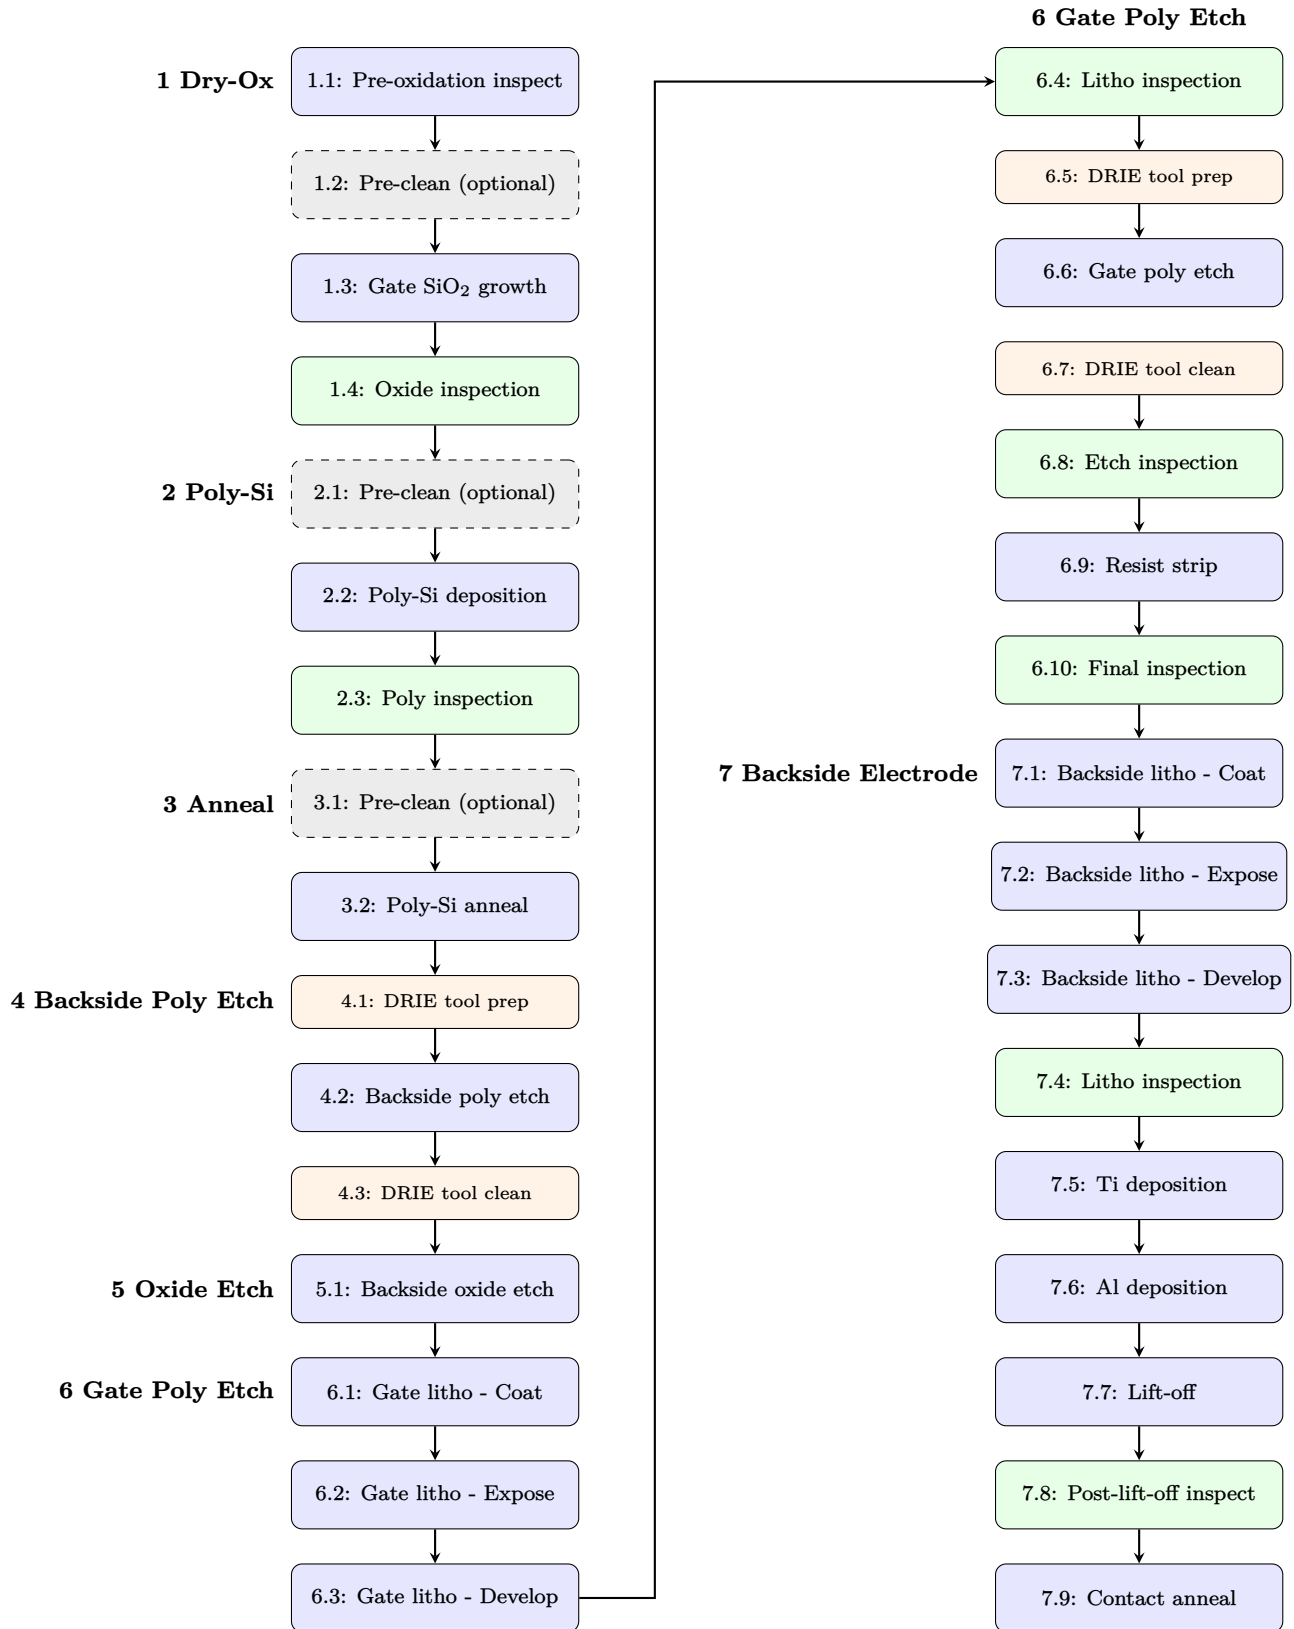 1 Dry-Ox
1.1: Pre-oxidation inspect
1.2: Pre-clean (optional)
1.3: Gate SiO₂ growth
1.4: Oxide inspection
2 Poly-Si
2.1: Pre-clean (optional)
2.2: Poly-Si deposition
2.3: Poly inspection
3 Anneal
3.1: Pre-clean (optional)
3.2: Poly-Si anneal
4 Backside Poly Etch
4.1: DRIE tool prep
4.2: Backside poly etch
4.3: DRIE tool clean
5 Oxide Etch
5.1: Backside oxide etch
6 Gate Poly Etch
6.1: Gate litho - Coat
6.2: Gate litho - Expose
6.3: Gate litho - Develop
6 Gate Poly Etch
6.4: Litho inspection
6.5: DRIE tool prep
6.6: Gate poly etch
6.7: DRIE tool clean
6.8: Etch inspection
6.9: Resist strip
6.10: Final inspection
7 Backside Electrode
7.1: Backside litho - Coat
7.2: Backside litho - Expose
7.3: Backside litho - Develop
7.4: Litho inspection
7.5: Ti deposition
7.6: Al deposition
7.7: Lift-off
7.8: Post-lift-off inspect
7.9: Contact anneal